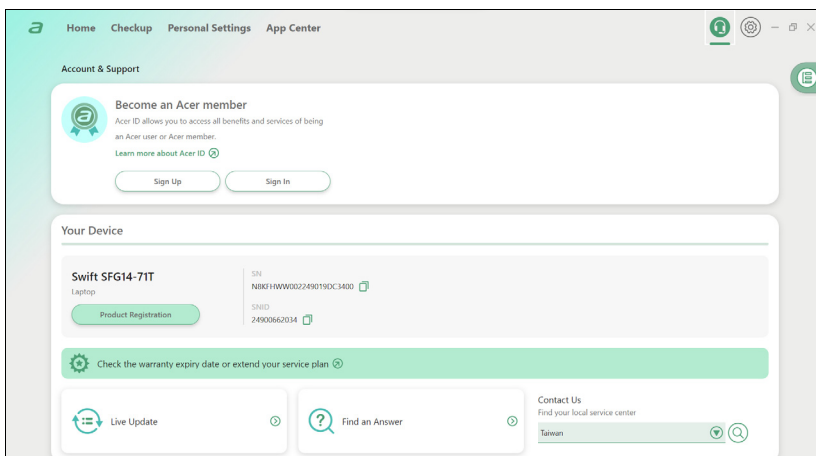 Home Checkup Personal Settings App Center
Account & Support
Become an Acer member
Acer ID allows you to access all benefits and services of being
an Acer user or Acer member.
Learn more about Acer ID
Sign Up Sign In
Your Device
Swift SFG14-71T
Laptop
Product Registration
SN
N8KFHWW002249019DC3400
SNID
24900662034
Check the warranty expiry date or extend your service plan
Live Update
Find an Answer
Contact Us
Find your local service center
Taiwan